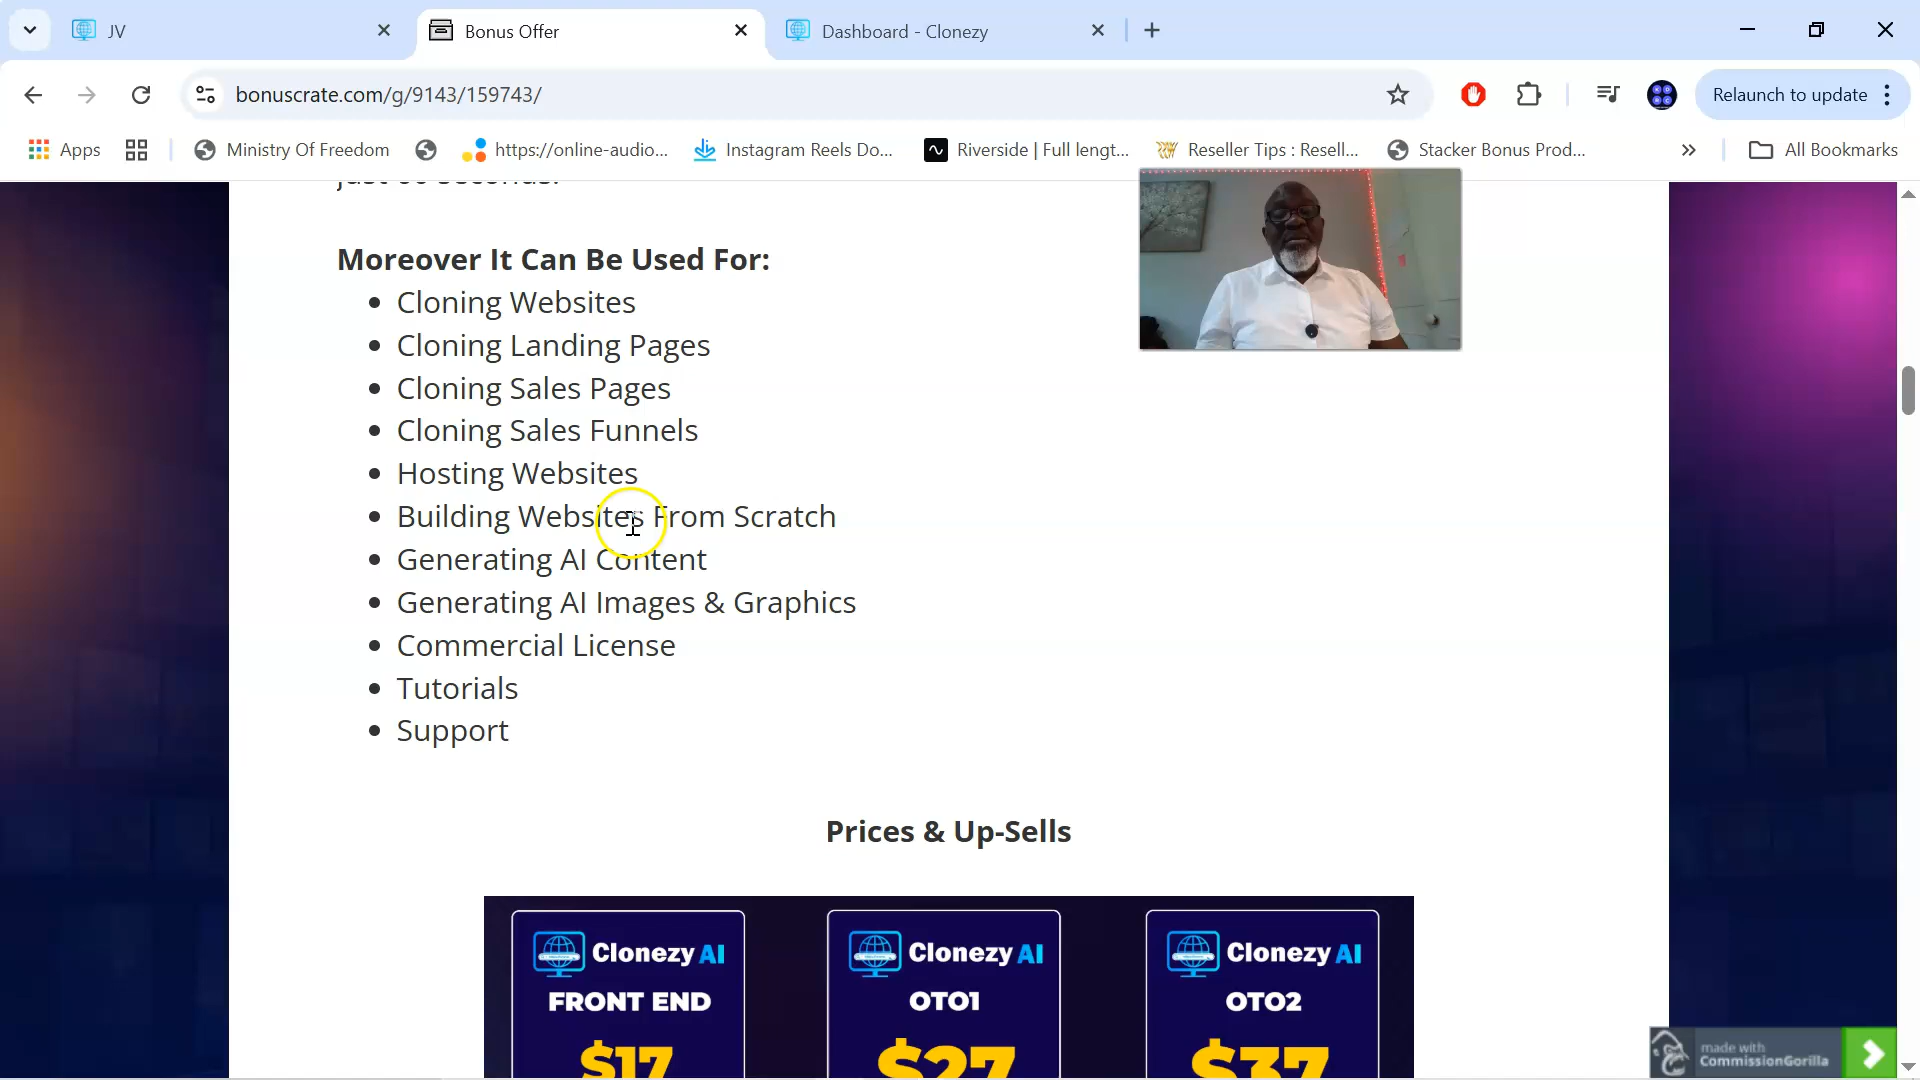 JV
Bonus Offer
Dashboard - Clonezy
bonuscrate.com/g/9143/159743/
Relaunch to update
Apps
Ministry Of Freedom
https://online-audio...
Instagram Reels Do...
Riverside | Full lengt...
Reseller Tips : Resell...
Stacker Bonus Prod...
All Bookmarks
just 60 seconds.
Moreover It Can Be Used For:
• Cloning Websites
• Cloning Landing Pages
• Cloning Sales Pages
• Cloning Sales Funnels
• Hosting Websites
• Building Websites From Scratch
• Generating AI Content
• Generating AI Images & Graphics
• Commercial License
• Tutorials
• Support
Prices & Up-Sells
Clonezy AI
FRONT END
$17
Clonezy AI
OTO1
$27
Clonezy AI
OTO2
$37
made with
CommissionGorilla